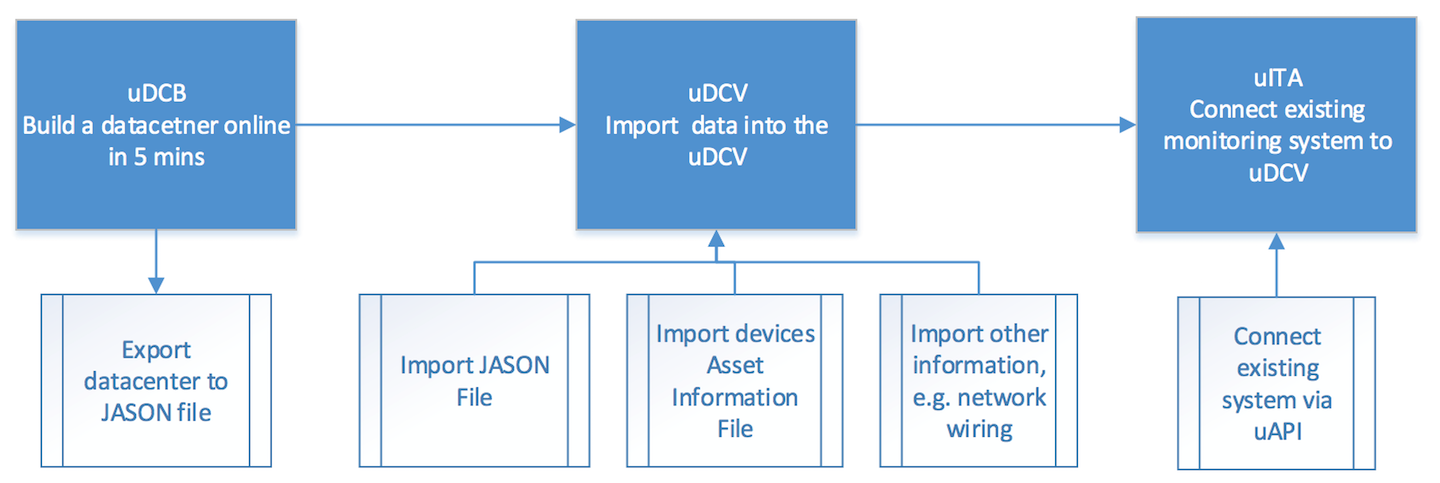 uDCB
Build a datacetner online
in 5 mins
uDCV
Import data into the
uDCV
uITA
Connect existing
monitoring system to
uDCV
Export
datacenter to
JASON file
Import JASON
File
Import devices
Asset
Information
File
Import other
information,
e.g. network
wiring
Connect
existing
system via
uAPI